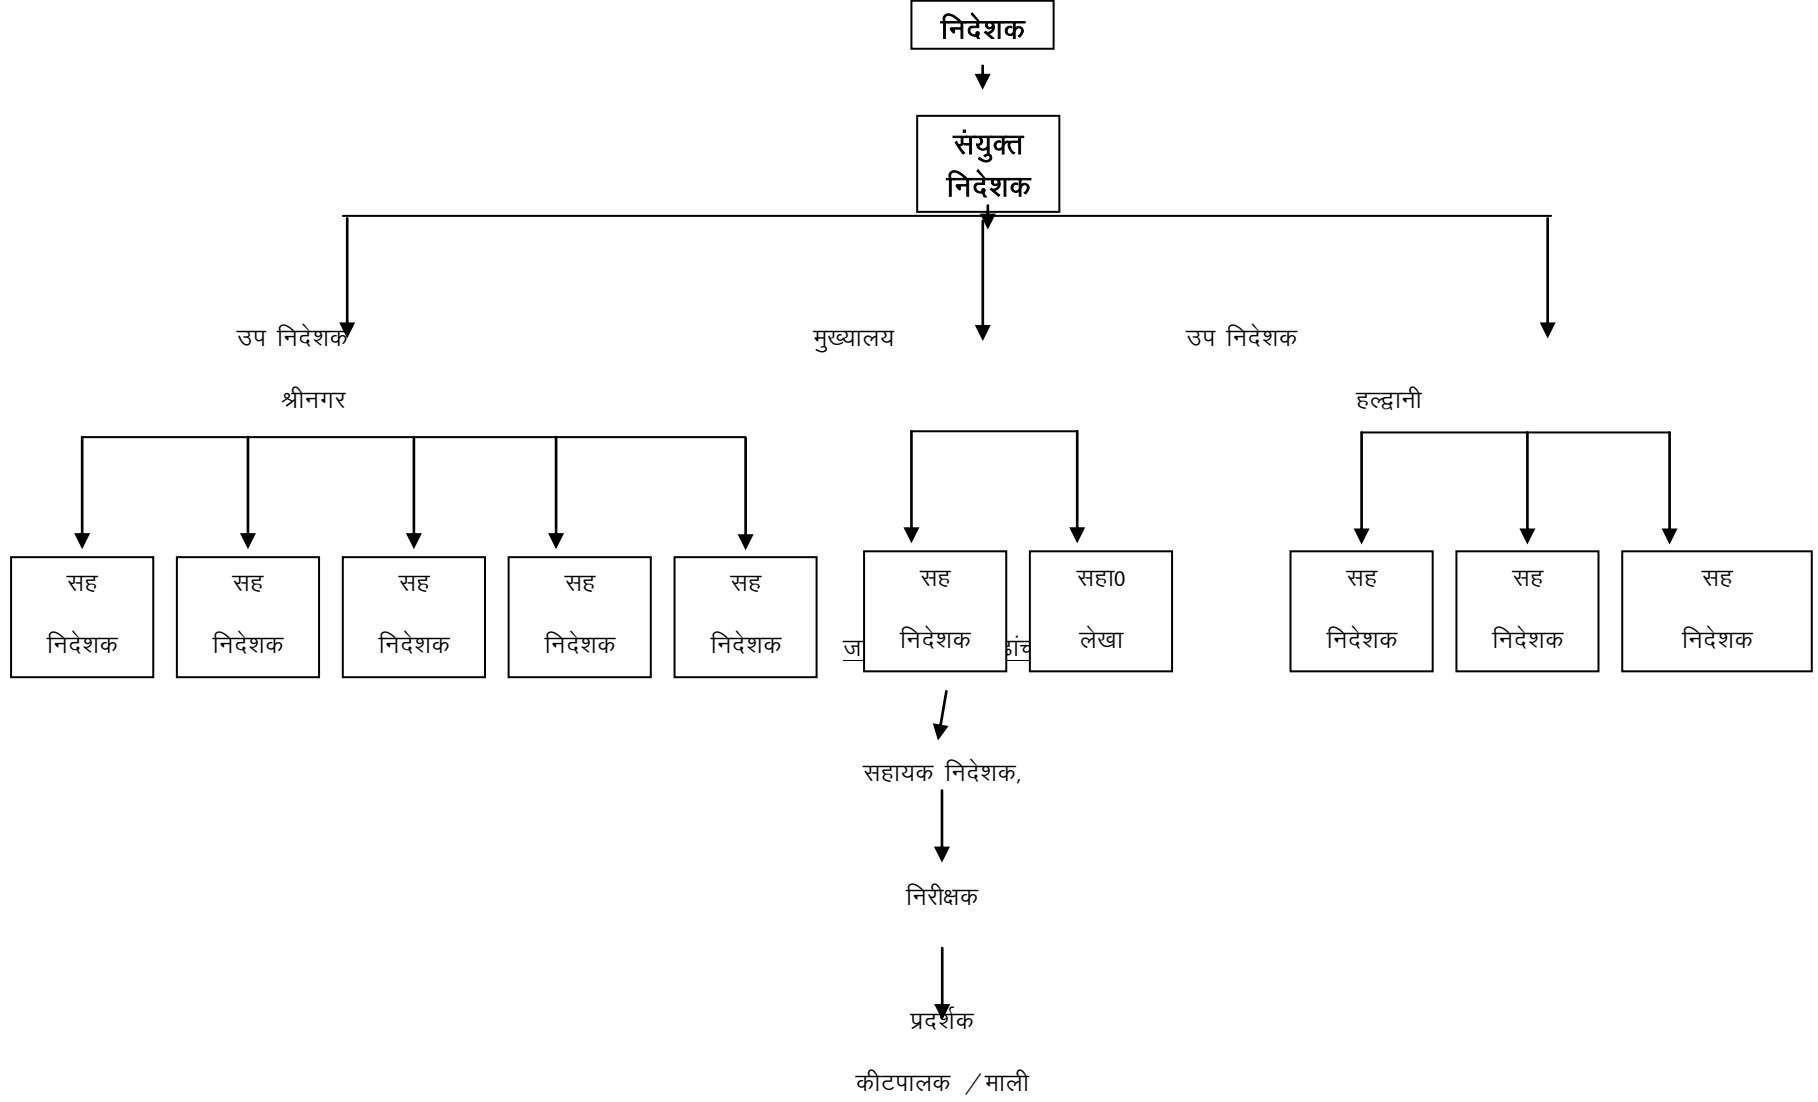 निदेशक
संयुक्त
निदेशक
उप निदेशक मुख्यालय उप निदेशक
श्रीनगर हल्द्वानी
सह सह सह सह सह सह सहा0 सह सह सह
निदेशक निदेशक निदेशक निदेशक निदेशक निदेशक लेखा निदेशक निदेशक निदेशक
सहायक निदेशक,
निरीक्षक
प्रदर्शक
कीटपालक /माली